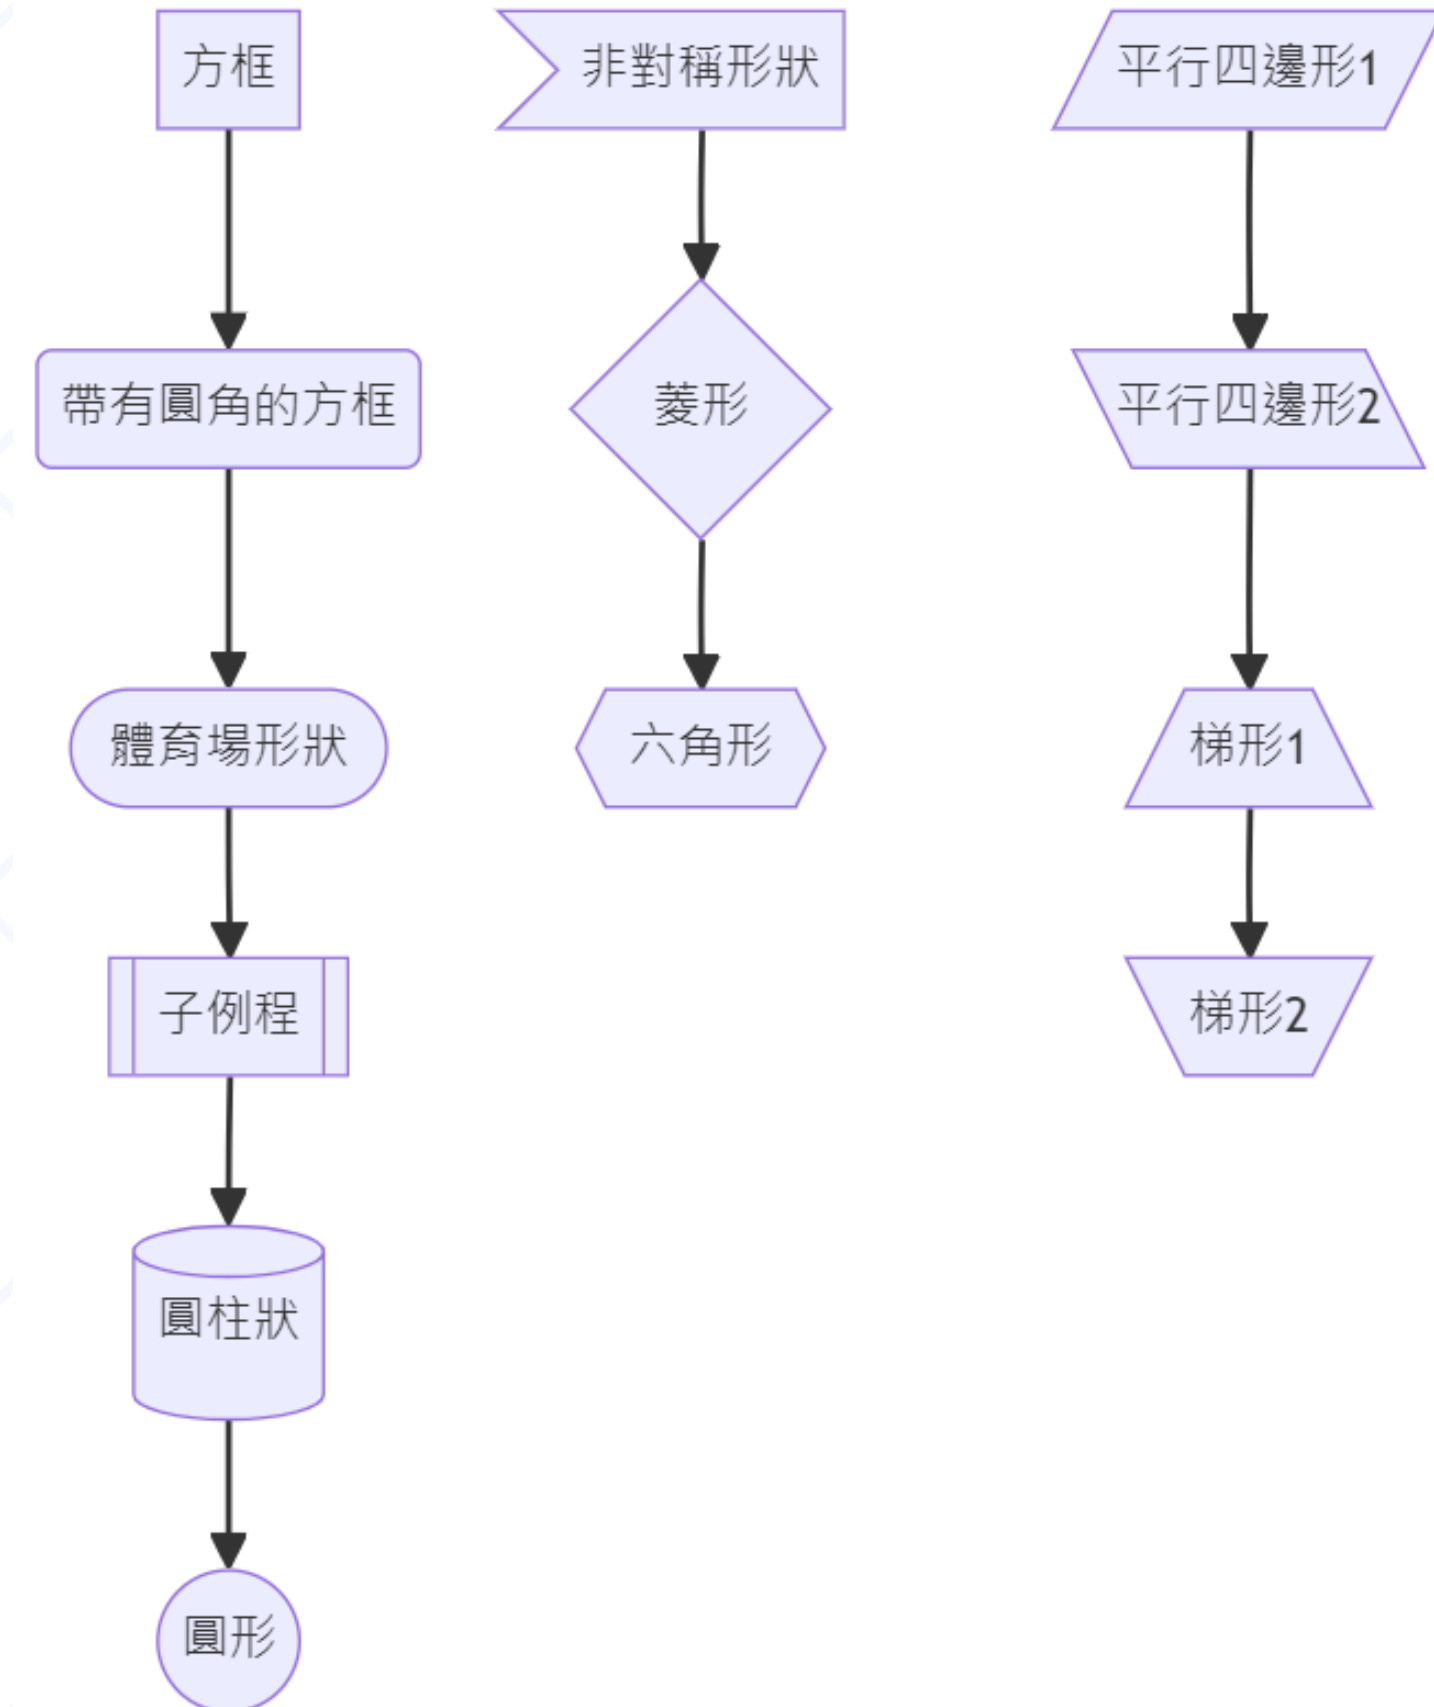 方框
帶有圓角的方框
體育場形狀
子例程
圓柱狀
圓形
非對稱形狀
菱形
六角形
平行四邊形1
平行四邊形2
梯形1
梯形2